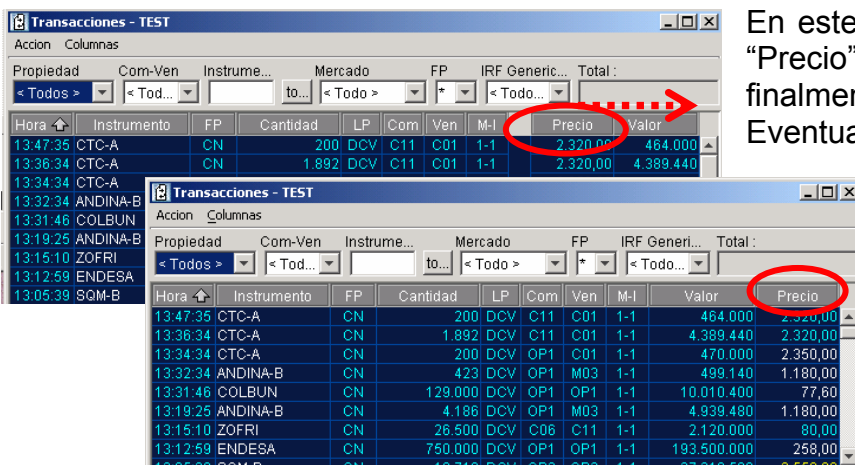 Transacciones - TEST
Accion Columnas
Propiedad Com-Ven Instrume... Mercado FP IRF Generic... Total :
< Todos > < Tod... to... < Todo > * < Todo...
Hora Instrumento FP Cantidad LP Com Ven M-I Precio Valor
13:47:35 CTC-A CN 200 DCV C11 C01 1-1 2.320,00 464.000
13:36:34 CTC-A CN 1.892 DCV C11 C01 1-1 2.320,00 4.389.440
13:34:34 CTC-A
13:32:34 ANDINA-B
13:31:46 COLBUN
13:19:25 ANDINA-B
13:15:10 ZOFRI
13:12:59 ENDESA
13:05:39 SQM-B
En este
“Precio”
Transacciones - TEST
Accion Columnas
Propiedad Com-Ven Instrume... Mercado FP IRF Generi... Total :
< Todos > < Tod... to... < Todo > * < Todo...
Hora Instrumento FP Cantidad LP Com Ven M-I Valor Precio
13:47:35 CTC-A CN 200 DCV C11 C01 1-1 464.000 2.320,00
13:36:34 CTC-A CN 1.892 DCV C11 C01 1-1 4.389.440 2.320,00
13:34:34 CTC-A CN 200 DCV OP1 C01 1-1 470.000 2.350,00
13:32:34 ANDINA-B CN 423 DCV OP1 M03 1-1 499.140 1.180,00
13:31:46 COLBUN CN 129.000 DCV OP1 OP1 1-1 10.010.400 77,60
13:19:25 ANDINA-B CN 4.186 DCV OP1 M03 1-1 4.939.480 1.180,00
13:15:10 ZOFRI CN 26.500 DCV C06 C11 1-1 2.120.000 80,00
13:12:59 ENDESA CN 750.000 DCV OP1 OP1 1-1 193.500.000 258,00